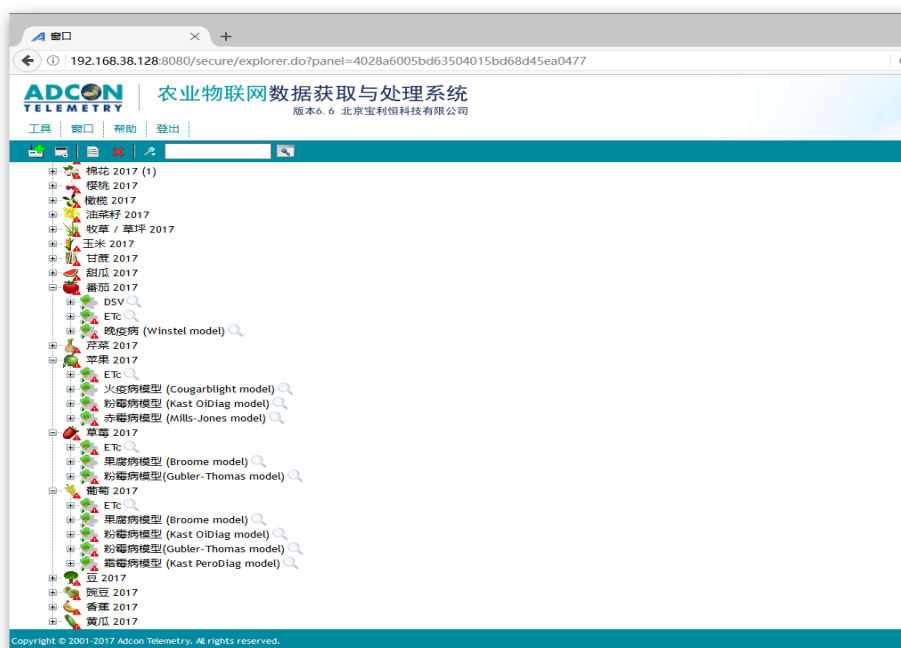 窗口
192.168.38.128:8080/secure/explorer.do?panel=4028a6005bd63504015bd68d45ea0477
ADCON TELEMETRY
农业物联网数据获取与处理系统
版本6.6 北京宝利恒科技有限公司
工具 窗口 帮助 登出
棉花 2017 (1)
樱桃 2017
橄榄 2017
油菜籽 2017
牧草 / 草坪 2017
玉米 2017
甘蔗 2017
甜瓜 2017
番茄 2017
DSV
ETc
晚疫病 (Winstel model)
芹菜 2017
苹果 2017
ETc
火疫病模型 (Cougarblight model)
粉霉病模型 (Kast OiDiag model)
赤霉病模型 (Mills-Jones model)
草莓 2017
ETc
果腐病模型 (Broome model)
粉霉病模型(Gubler-Thomas model)
葡萄 2017
ETc
果腐病模型 (Broome model)
粉霉病模型 (Kast OiDiag model)
粉霉病模型(Gubler-Thomas model)
霜霉病模型 (Kast PeroDiag model)
豆 2017
豌豆 2017
香蕉 2017
黄瓜 2017
Copyright © 2001-2017 Adcon Telemetry. All rights reserved.